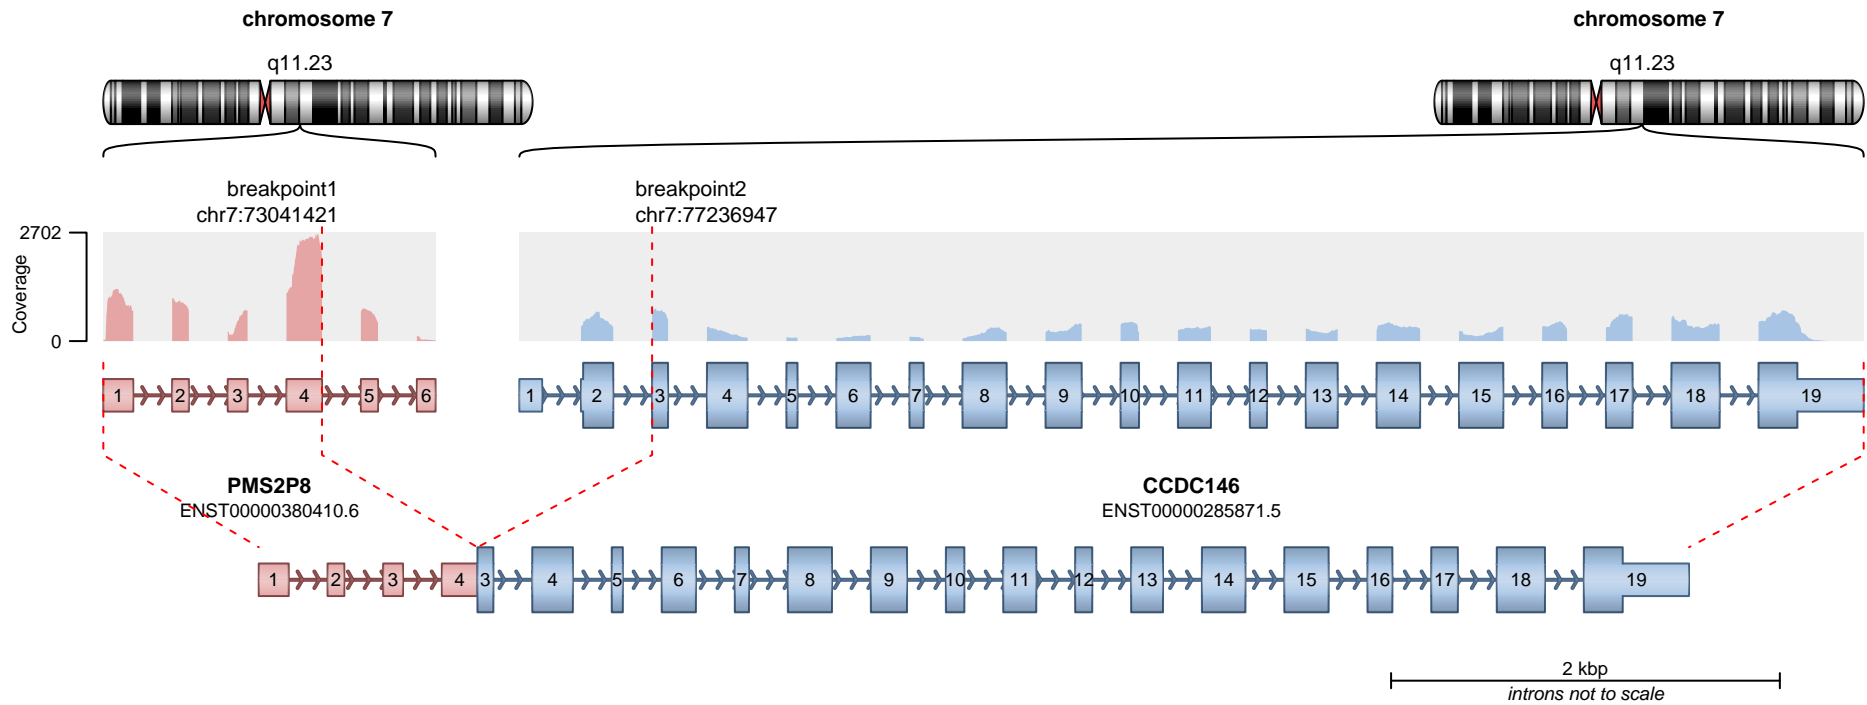 chromosome 7
chromosome 7
q11.23
q11.23
breakpoint1
chr7:73041421
breakpoint2
chr7:77236947
2702
Coverage
0
1 2 3 4 5 6
1 2 3 4 5 6 7 8 9 10 11 12 13 14 15 16 17 18 19
PMS2P8
ENST00000380410.6
CCDC146
ENST00000285871.5
1 2 3 4 3 4 5 6 7 8 9 10 11 12 13 14 15 16 17 18 19
2 kbp
introns not to scale